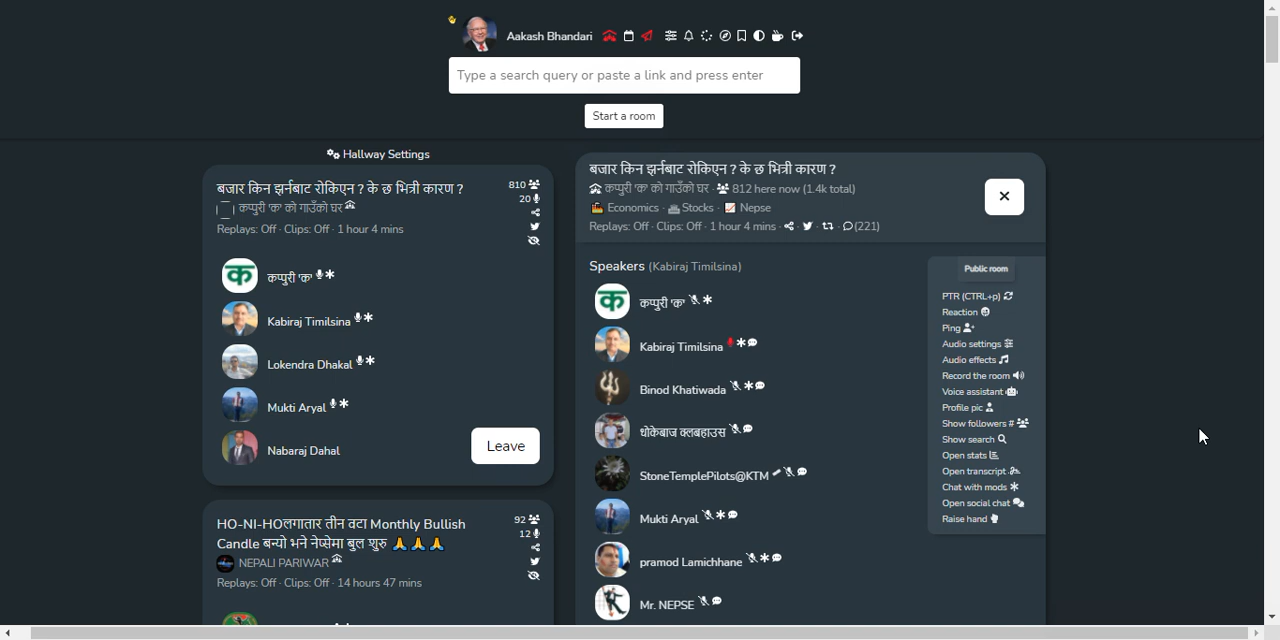 Aakash Bhandari
Type a search query or paste a link and press enter
Start a room
Hallway Settings
बजार किन झर्नबाट रोकिएन ? के छ भित्री कारण ?
810
20
कप्पुरी 'क' को गाउँको घर
Replays: Off · Clips: Off · 1 hour 4 mins
कप्पुरी 'क'
Kabiraj Timilsina
Lokendra Dhakal
Mukti Aryal
Nabaraj Dahal
Leave
HO-NI-HOलगातार तीन वटा Monthly Bullish
Candle बन्यो भने नेप्सेमा बुल शुरु 🙏🙏🙏
92
12
NEPALI PARIWAR
Replays: Off · Clips: Off · 14 hours 47 mins
बजार किन झर्नबाट रोकिएन ? के छ भित्री कारण ?
कप्पुरी 'क' को गाउँको घर · 812 here now (1.4k total)
Economics · Stocks · Nepse
Replays: Off · Clips: Off · 1 hour 4 mins · · · · (221)
Speakers (Kabiraj Timilsina)
कप्पुरी 'क'
Kabiraj Timilsina
Binod Khatiwada
धोकेबाज क्लबहाउस
StoneTemplePilots@KTM
Mukti Aryal
pramod Lamichhane
Mr. NEPSE
Public room
PTR (CTRL+p)
Reaction
Ping
Audio settings
Audio effects
Record the room
Voice assistant
Profile pic
Show followers #
Show search
Open stats
Open transcript
Chat with mods
Open social chat
Raise hand